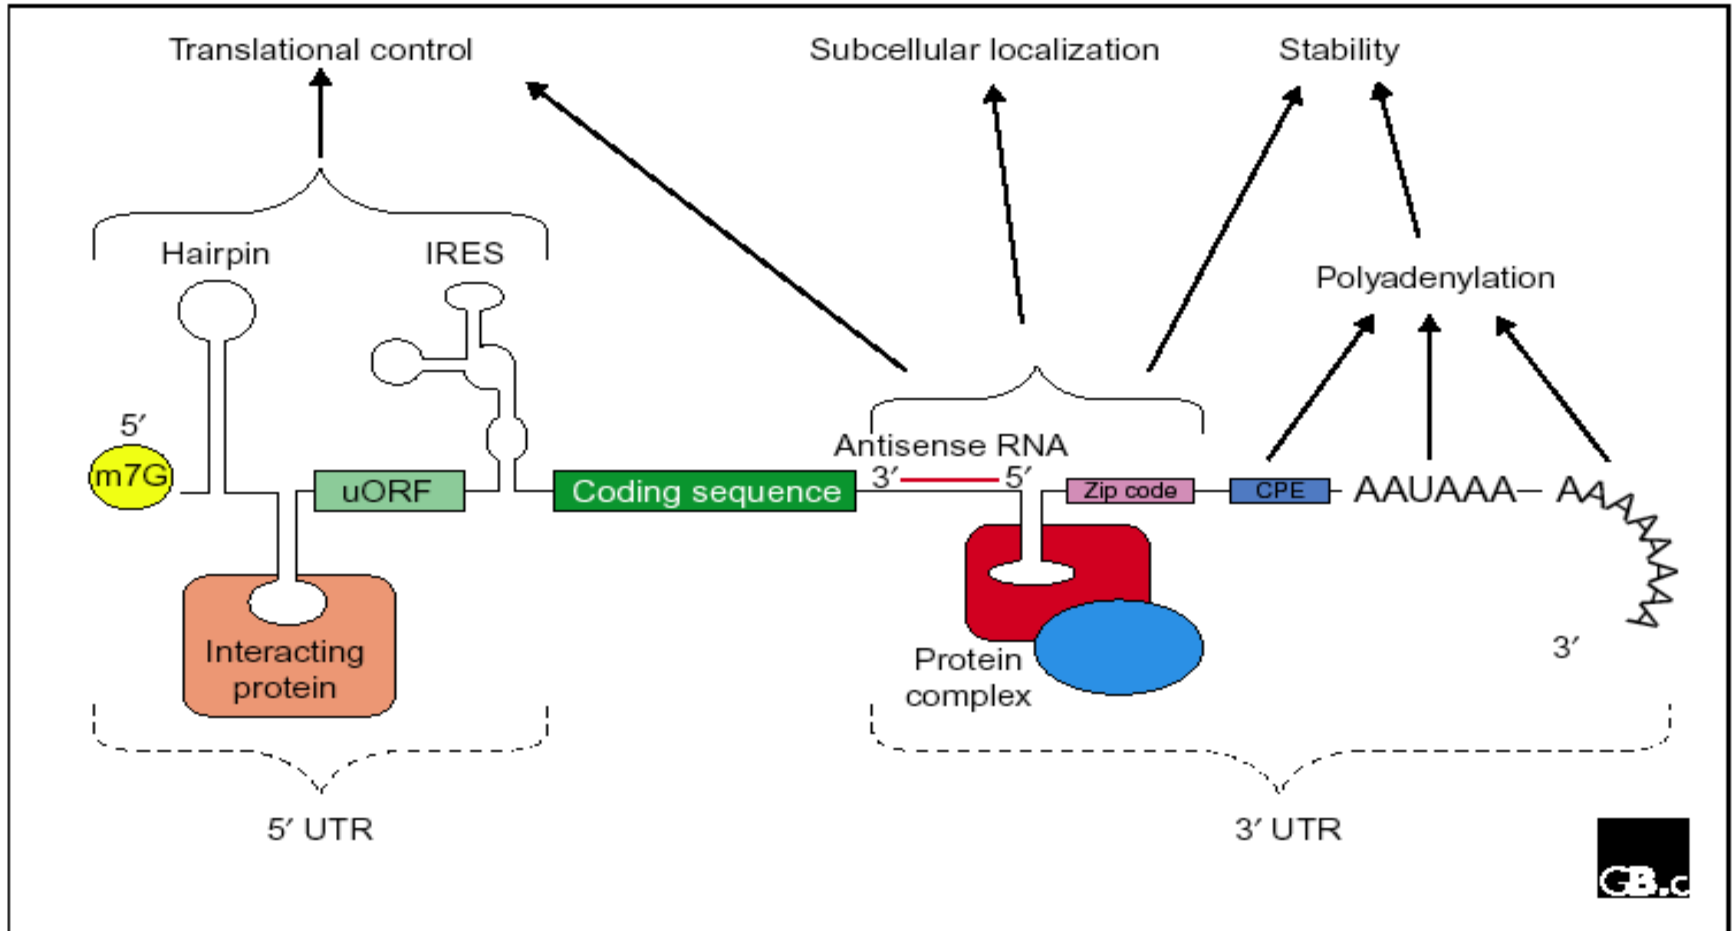 Translational control
Subcellular localization
Stability
Hairpin
IRES
Polyadenylation
5′
Antisense RNA
3′ 5′
m7G
uORF
Coding sequence
Zip code
CPE
AAUAAA
AAAAAAAA
Interacting
protein
Protein
complex
3′
5′ UTR
3′ UTR
GB.c